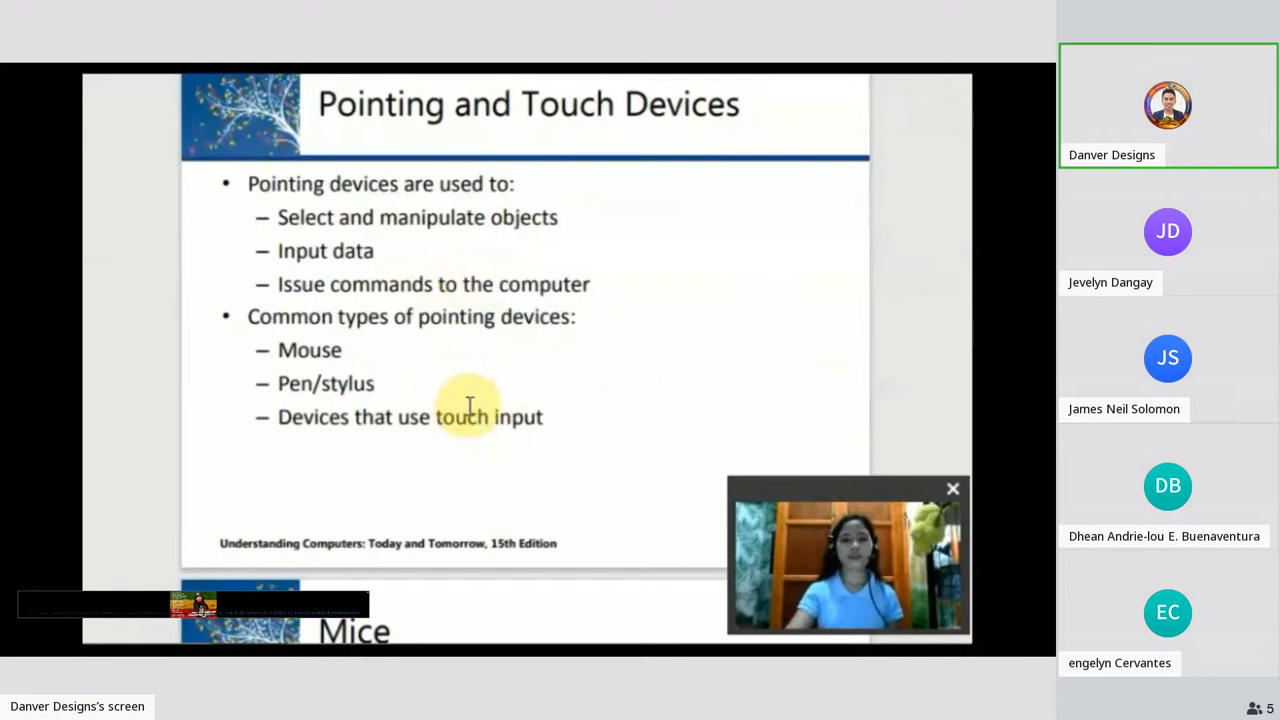 Pointing and Touch Devices
• Pointing devices are used to:
– Select and manipulate objects
– Input data
– Issue commands to the computer
• Common types of pointing devices:
– Mouse
– Pen/stylus
– Devices that use touch input
Understanding Computers: Today and Tomorrow, 15th Edition
Mice
Danver Designs's screen
Danver Designs
JD
Jevelyn Dangay
JS
James Neil Solomon
DB
Dhean Andrie-lou E. Buenaventura
EC
engelyn Cervantes
5